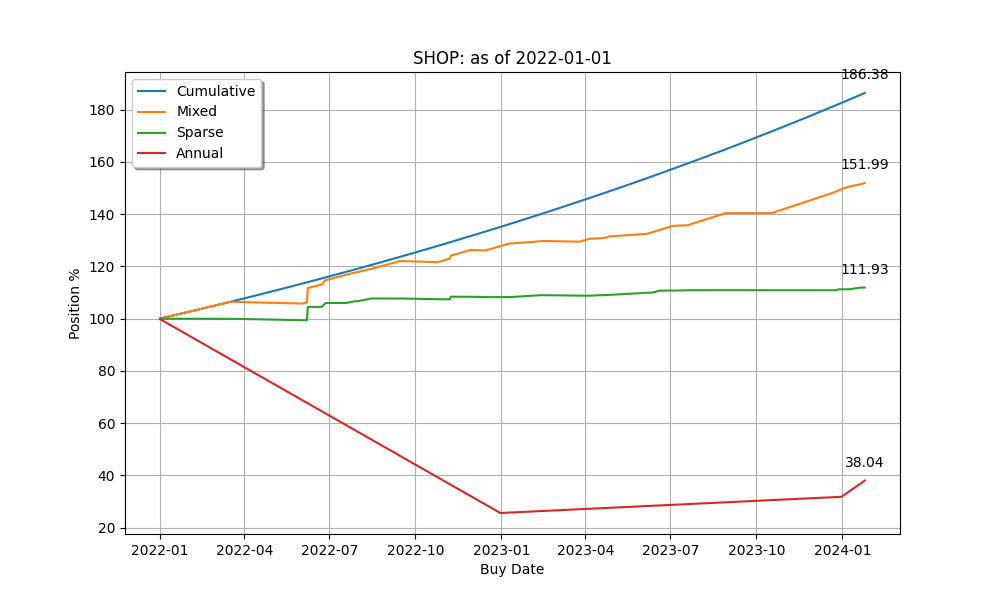 SHOP: as of 2022-01-01
186.38
Cumulative
Mixed
Sparse
Annual
180
160
140
120
100
80
60
40
20
151.99
111.93
38.04
Position %
2022-01 2022-04 2022-07 2022-10 2023-01 2023-04 2023-07 2023-10 2024-01
Buy Date